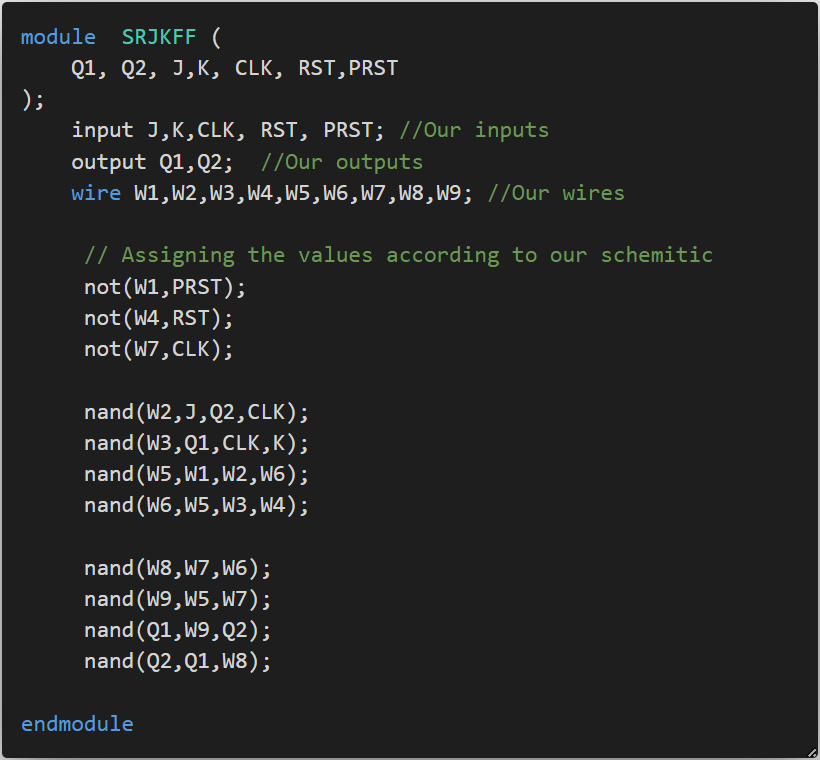 module  SRJKFF (
    Q1, Q2, J,K, CLK, RST,PRST
);
    input J,K,CLK, RST, PRST; //Our inputs
    output Q1,Q2;  //Our outputs
    wire W1,W2,W3,W4,W5,W6,W7,W8,W9; //Our wires

     // Assigning the values according to our schemitic
     not(W1,PRST);
     not(W4,RST);
     not(W7,CLK);

     nand(W2,J,Q2,CLK);
     nand(W3,Q1,CLK,K);
     nand(W5,W1,W2,W6);
     nand(W6,W5,W3,W4);

     nand(W8,W7,W6);
     nand(W9,W5,W7);
     nand(Q1,W9,Q2);
     nand(Q2,Q1,W8);

endmodule